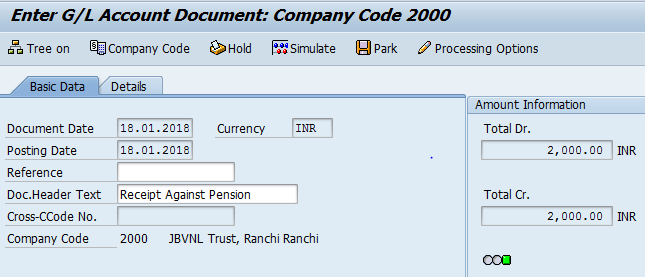 Enter G/L Account Document: Company Code 2000
Tree on Company Code Hold Simulate Park Processing Options
Basic Data Details
Amount Information
Document Date 18.01.2018 Currency INR
Total Dr.
Posting Date 18.01.2018
2,000.00 INR
Reference
Doc.Header Text Receipt Against Pension
Total Cr.
Cross-CCode No.
2,000.00 INR
Company Code 2000 JBVNL Trust, Ranchi Ranchi